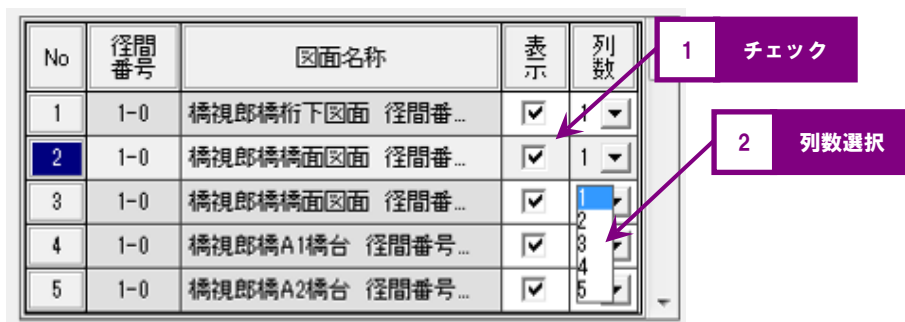 No 径間番号 図面名称 表示 列数
1 1-0 橋視郎橋桁下図面 径間番... 1
2 1-0 橋視郎橋橋面図面 径間番... 1
3 1-0 橋視郎橋橋面図面 径間番...
4 1-0 橋視郎橋A1橋台 径間番号...
5 1-0 橋視郎橋A2橋台 径間番号...
1
2
3
4
5
1 チェック
2 列数選択